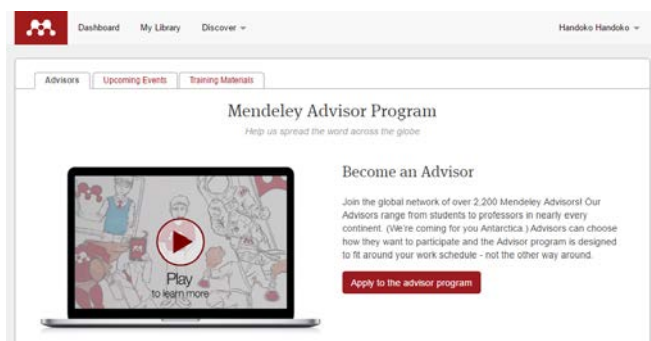 Dashboard My Library Discover Handoko Handoko
Advisors Upcoming Events Training Materials
Mendeley Advisor Program
Help us spread the word across the globe
Become an Advisor
Join the global network of over 2,200 Mendeley Advisors! Our
Advisors range from students to professors in nearly every
continent. (We're coming for you Antarctica.) Advisors can choose
how they want to participate and the Advisor program is designed
to fit around your work schedule - not the other way around.
Play
to learn more
Apply to the advisor program